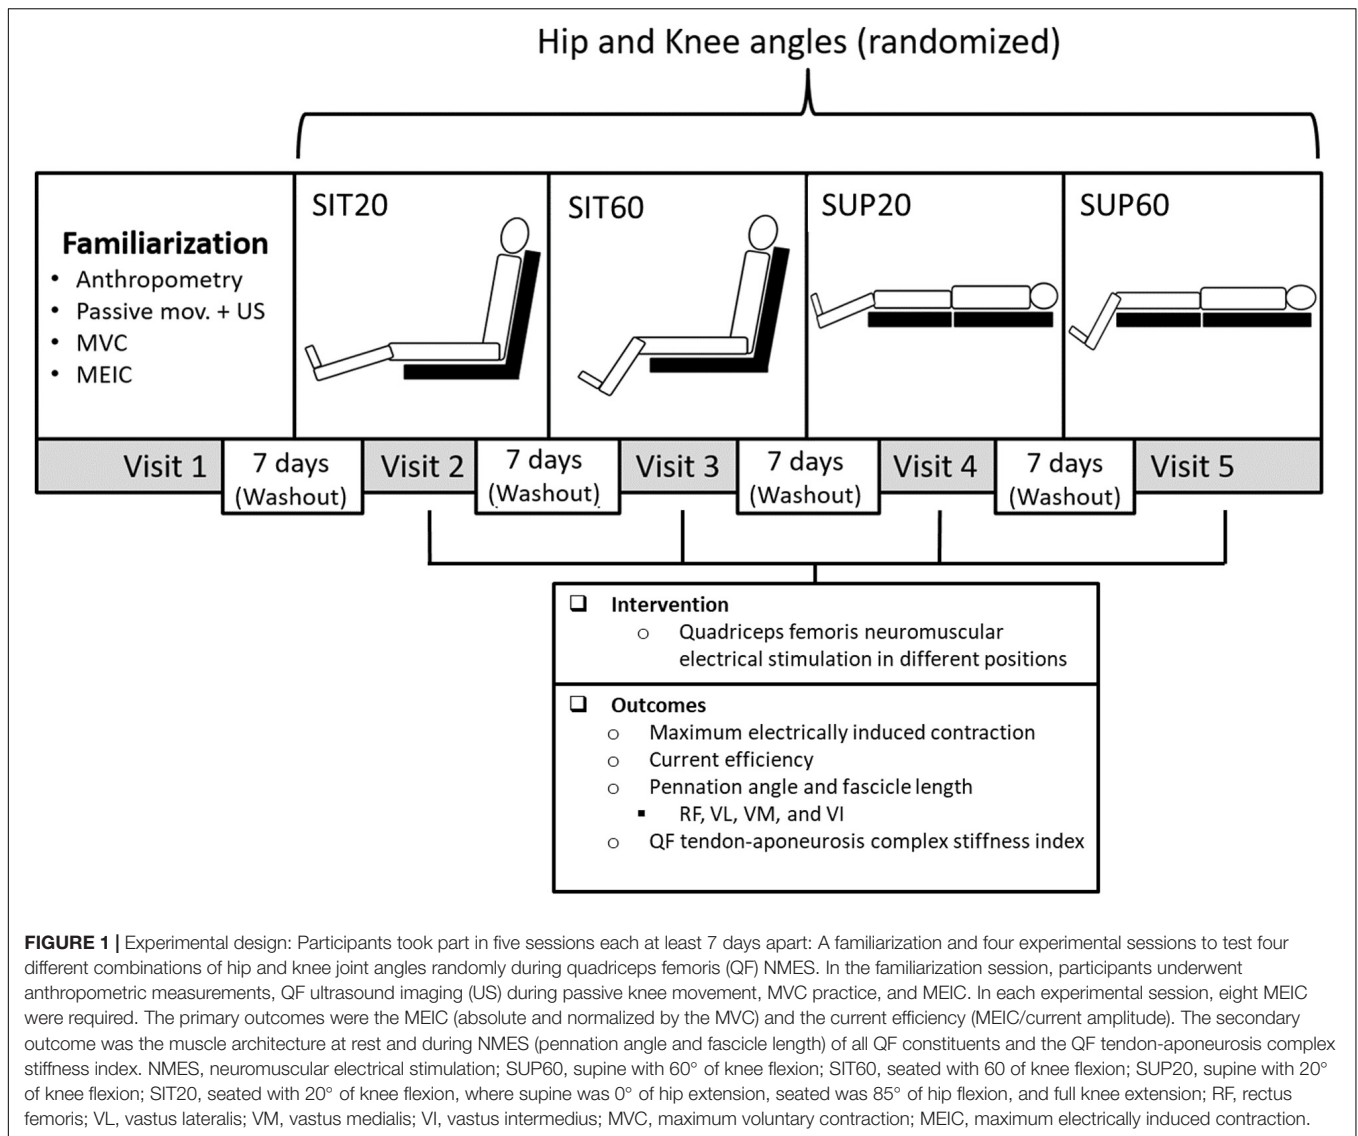 Hip and Knee angles (randomized)
Familiarization
• Anthropometry
• Passive mov. + US
• MVC
• MEIC
SIT20
SIT60
SUP20
SUP60
Visit 1
7 days
(Washout)
Visit 2
7 days
(Washout)
Visit 3
7 days
(Washout)
Visit 4
7 days
(Washout)
Visit 5
❑ Intervention
o Quadriceps femoris neuromuscular
electrical stimulation in different positions
❑ Outcomes
o Maximum electrically induced contraction
o Current efficiency
o Pennation angle and fascicle length
▪ RF, VL, VM, and VI
o QF tendon-aponeurosis complex stiffness index
FIGURE 1 | Experimental design: Participants took part in five sessions each at least 7 days apart: A familiarization and four experimental sessions to test four
different combinations of hip and knee joint angles randomly during quadriceps femoris (QF) NMES. In the familiarization session, participants underwent
anthropometric measurements, QF ultrasound imaging (US) during passive knee movement, MVC practice, and MEIC. In each experimental session, eight MEIC
were required. The primary outcomes were the MEIC (absolute and normalized by the MVC) and the current efficiency (MEIC/current amplitude). The secondary
outcome was the muscle architecture at rest and during NMES (pennation angle and fascicle length) of all QF constituents and the QF tendon-aponeurosis complex
stiffness index. NMES, neuromuscular electrical stimulation; SUP60, supine with 60° of knee flexion; SIT60, seated with 60 of knee flexion; SUP20, supine with 20°
of knee flexion; SIT20, seated with 20° of knee flexion, where supine was 0° of hip extension, seated was 85° of hip flexion, and full knee extension; RF, rectus
femoris; VL, vastus lateralis; VM, vastus medialis; VI, vastus intermedius; MVC, maximum voluntary contraction; MEIC, maximum electrically induced contraction.